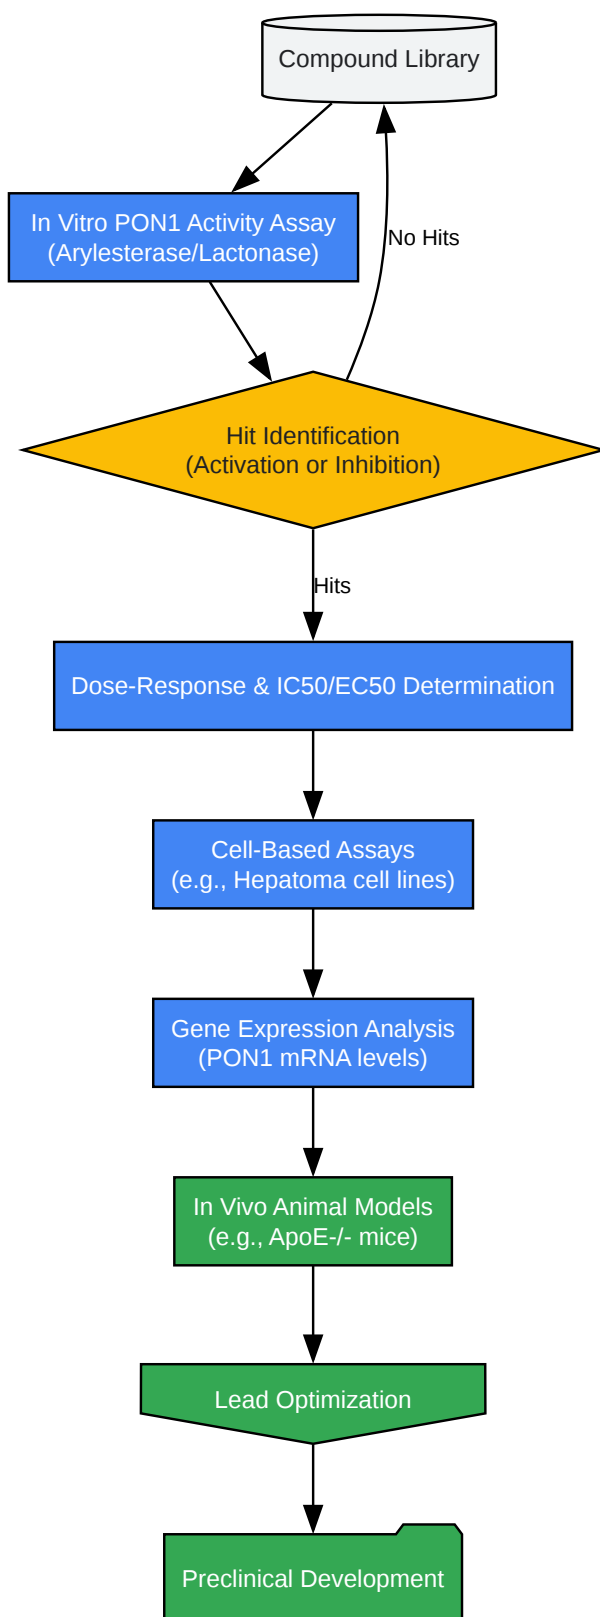 Compound Library
In Vitro PON1 Activity Assay
(Arylesterase/Lactonase)
No Hits
Hit Identification
(Activation or Inhibition)
Hits
Dose-Response & IC50/EC50 Determination
Cell-Based Assays
(e.g., Hepatoma cell lines)
Gene Expression Analysis
(PON1 mRNA levels)
In Vivo Animal Models
(e.g., ApoE-/- mice)
Lead Optimization
Preclinical Development